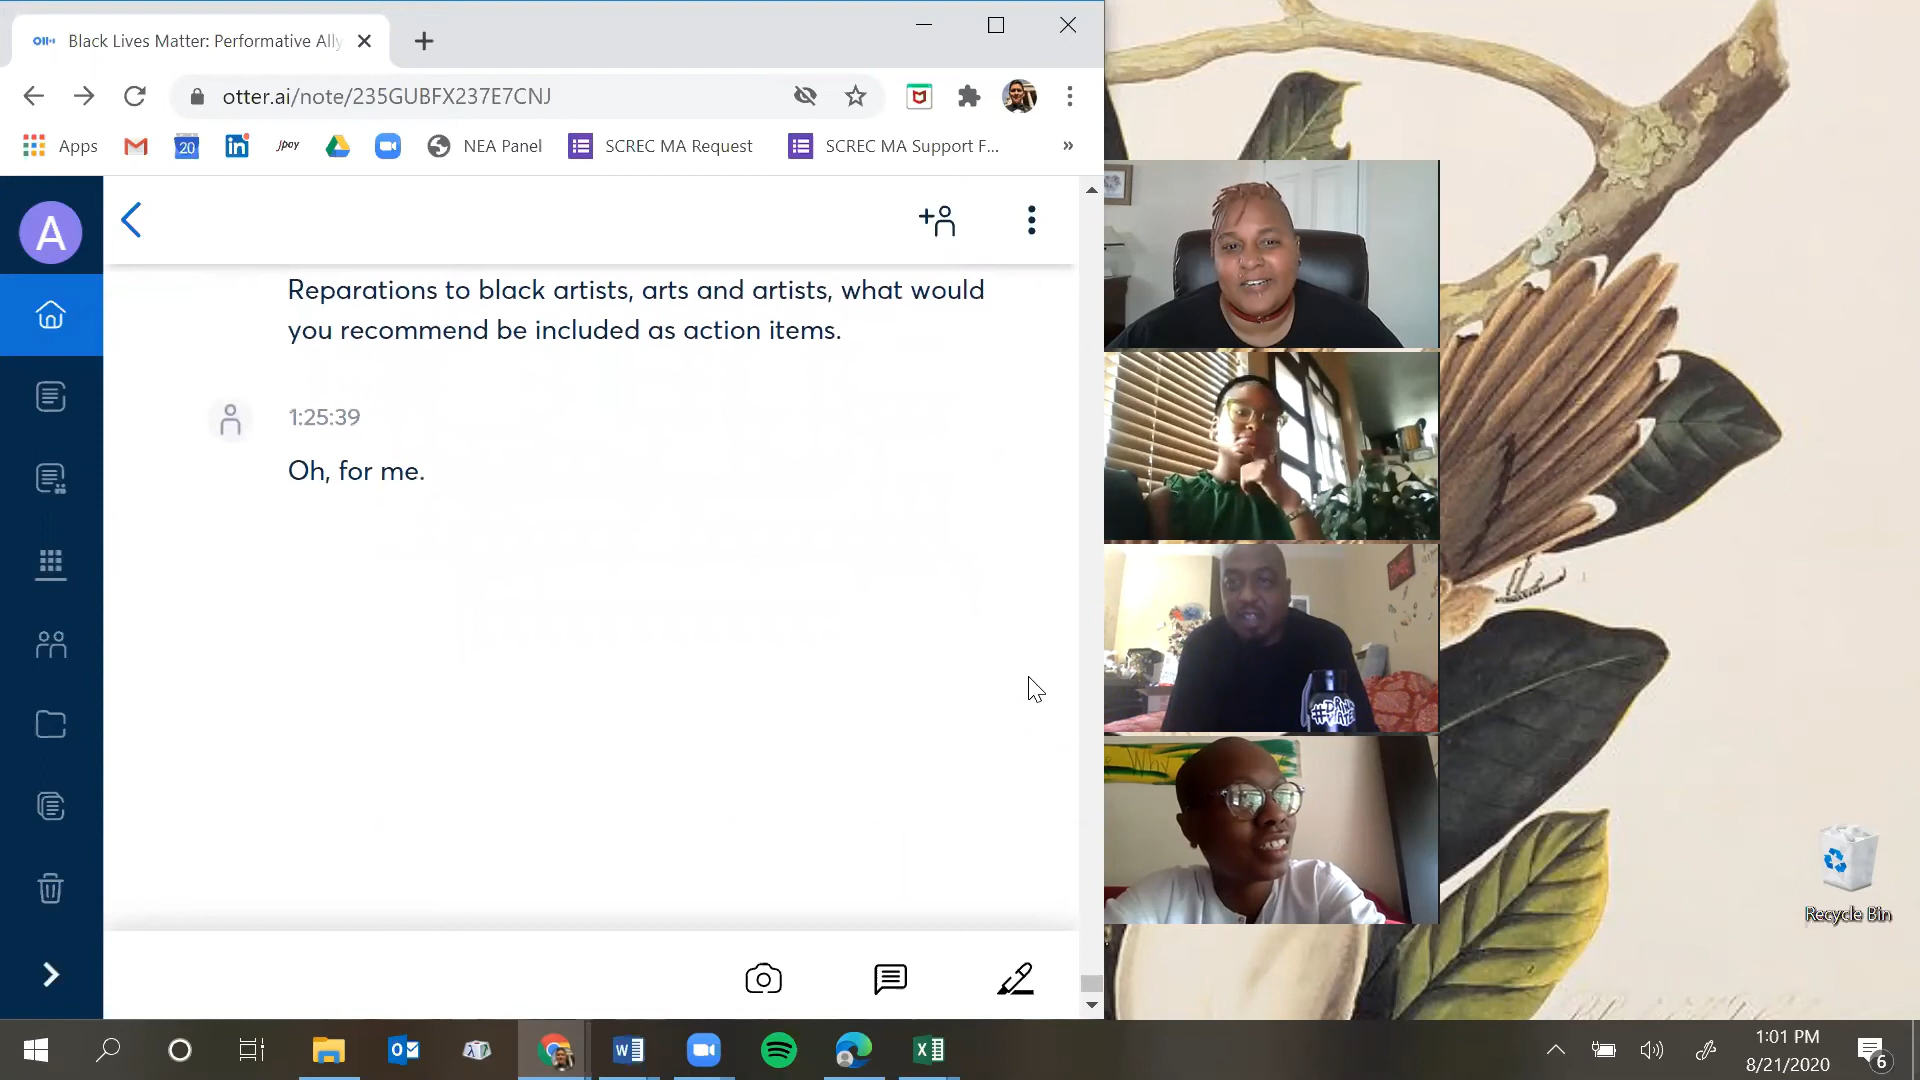 Black Lives Matter: Performative Ally
otter.ai/note/235GUBFX237E7CNJ
Apps
20
in
Jpay
NEA Panel
SCREC MA Request
SCREC MA Support F...
»
A
Reparations to black artists, arts and artists, what would
you recommend be included as action items.
1:25:39
Oh, for me.
Why
Recycle Bin
1:01 PM
8/21/2020
6